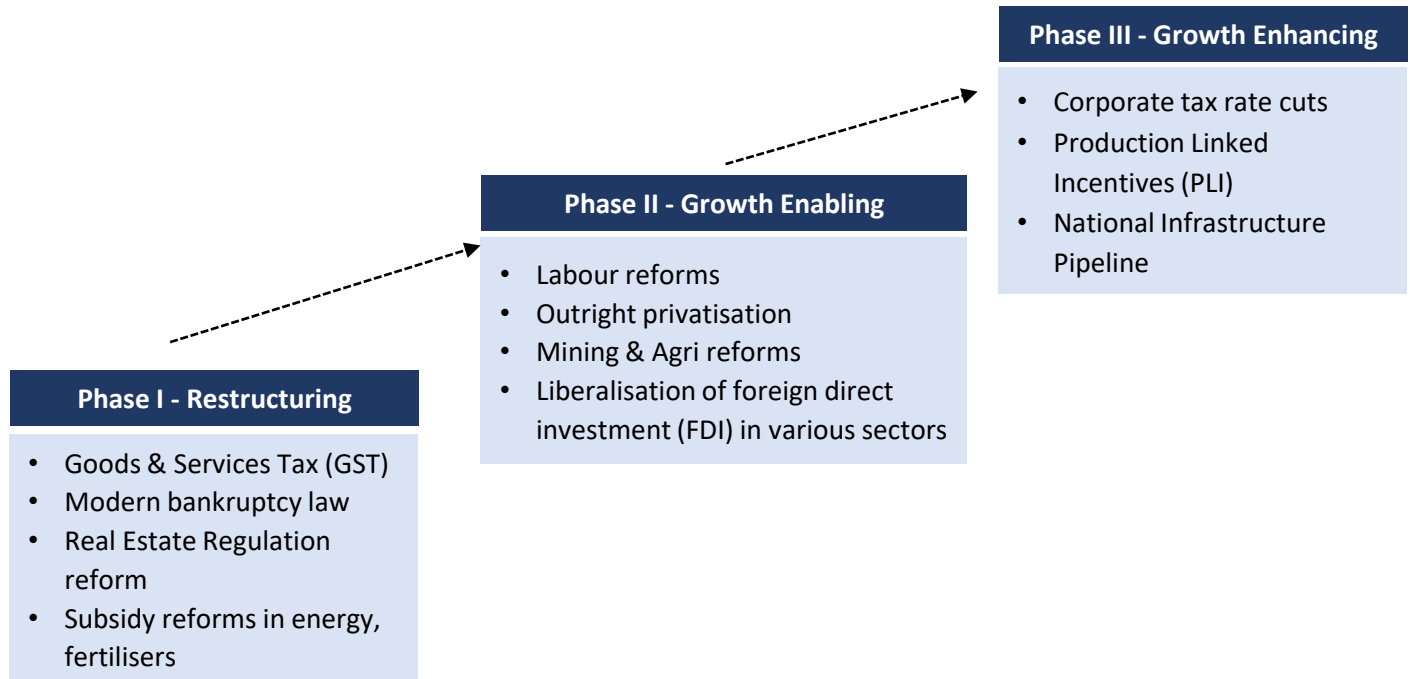 Phase III - Growth Enhancing
• Corporate tax rate cuts
• Production Linked
Incentives (PLI)
• National Infrastructure
Pipeline
Phase II - Growth Enabling
• Labour reforms
• Outright privatisation
• Mining & Agri reforms
• Liberalisation of foreign direct
investment (FDI) in various sectors
Phase I - Restructuring
• Goods & Services Tax (GST)
• Modern bankruptcy law
• Real Estate Regulation
reform
• Subsidy reforms in energy,
fertilisers